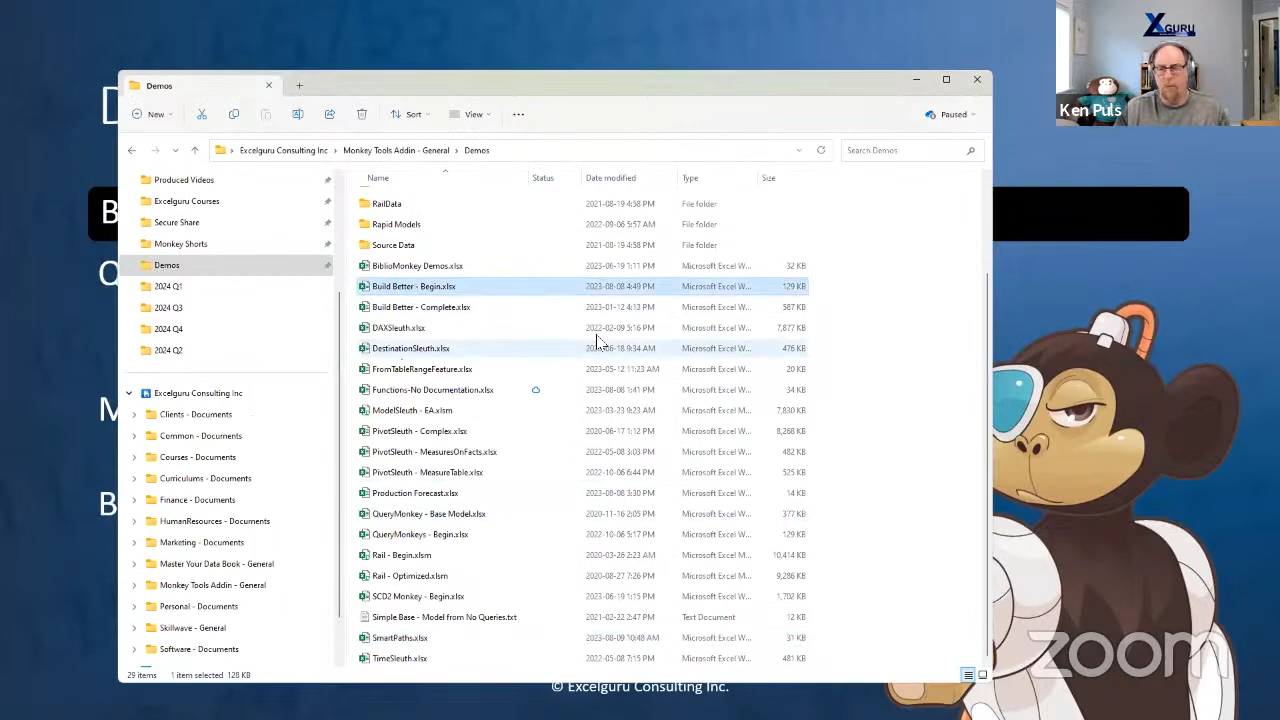 XGURU
Ken Puls
Demos
New
Sort
View
Paused
Excelguru Consulting Inc
Monkey Tools Addin - General
Demos
Search Demos
Name
Status
Date modified
Type
Size
Produced Videos
Excelguru Courses
Secure Share
Monkey Shorts
Demos
2024 Q1
2024 Q3
2024 Q4
2024 Q2
Excelguru Consulting Inc
Clients - Documents
Common - Documents
Courses - Documents
Curriculums - Documents
Finance - Documents
HumanResources - Documents
Marketing - Documents
Master Your Data Book - General
Monkey Tools Addin - General
Personal - Documents
Skillwave - General
Software - Documents
RailData 2021-08-19 4:58 PM File folder
Rapid Models 2022-09-06 5:57 AM File folder
Source Data 2021-08-19 4:58 PM File folder
BiblioMonkey Demos.xlsx 2023-06-19 1:11 PM Microsoft Excel W... 32 KB
Build Better - Begin.xlsx 2023-08-08 4:49 PM Microsoft Excel W... 129 KB
Build Better - Complete.xlsx 2023-01-12 4:13 PM Microsoft Excel W... 587 KB
DAXSleuth.xlsx 2022-02-09 5:16 PM Microsoft Excel W... 7,877 KB
DestinationSleuth.xlsx 06-18 9:34 AM Microsoft Excel W... 476 KB
FromTableRangeFeature.xlsx 2023-05-12 11:23 AM Microsoft Excel W... 20 KB
Functions-No Documentation.xlsx 2023-08-08 1:41 PM Microsoft Excel W... 34 KB
ModelSleuth - EA.xlsm 2023-03-23 9:23 AM Microsoft Excel M... 7,830 KB
PivotSleuth - Complex.xlsx 2020-06-17 1:12 PM Microsoft Excel W... 8,268 KB
PivotSleuth - MeasuresOnFacts.xlsx 2022-05-08 3:03 PM Microsoft Excel W... 482 KB
PivotSleuth - MeasureTable.xlsx 2022-10-06 6:44 PM Microsoft Excel W... 525 KB
Production Forecast.xlsx 2023-08-08 3:30 PM Microsoft Excel W... 14 KB
QueryMonkey - Base Model.xlsx 2020-11-16 2:05 PM Microsoft Excel W... 377 KB
QueryMonkeys - Begin.xlsx 2022-10-06 5:17 PM Microsoft Excel W... 129 KB
Rail - Begin.xlsm 2020-03-26 2:23 AM Microsoft Excel M... 10,414 KB
Rail - Optimized.xlsm 2020-08-27 7:26 PM Microsoft Excel M... 9,286 KB
SCD2 Monkey - Begin.xlsx 2023-06-19 1:15 PM Microsoft Excel W... 1,702 KB
Simple Base - Model from No Queries.txt 2021-02-22 2:47 PM Text Document 12 KB
SmartPaths.xlsx 2023-08-09 10:48 AM Microsoft Excel W... 31 KB
TimeSleuth.xlsx 2022-05-08 7:15 PM Microsoft Excel W... 481 KB
29 items 1 item selected 128 KB
zoom
© Excelguru Consulting Inc.